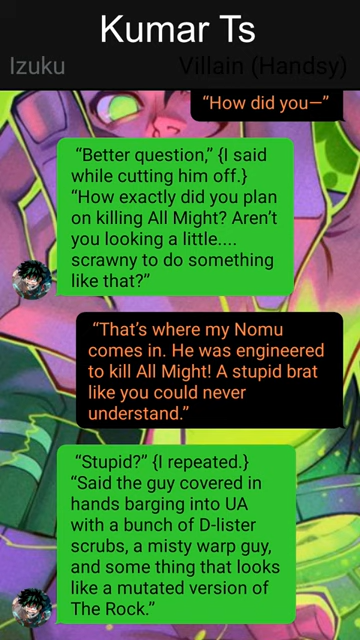 Kumar Ts
Izuku
Villain (Handsy)
“How did you—”
“Better question,” {I said
while cutting him off.}
“How exactly did you plan
on killing All Might? Aren’t
you looking a little....
scrawny to do something
like that?”
“That’s where my Nomu
comes in. He was engineered
to kill All Might! A stupid brat
like you could never
understand.”
“Stupid?” {I repeated.}
“Said the guy covered in
hands barging into UA
with a bunch of D-lister
scrubs, a misty warp guy,
and some thing that looks
like a mutated version of
The Rock.”